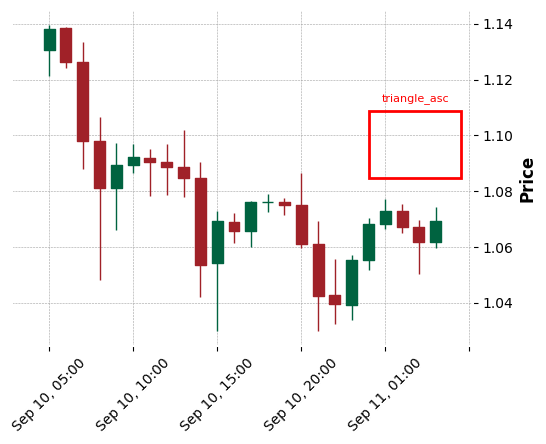 triangle_asc
1.14
1.12
1.10
1.08
1.06
1.04
Price
Sep 10, 05:00
Sep 10, 10:00
Sep 10, 15:00
Sep 10, 20:00
Sep 11, 01:00